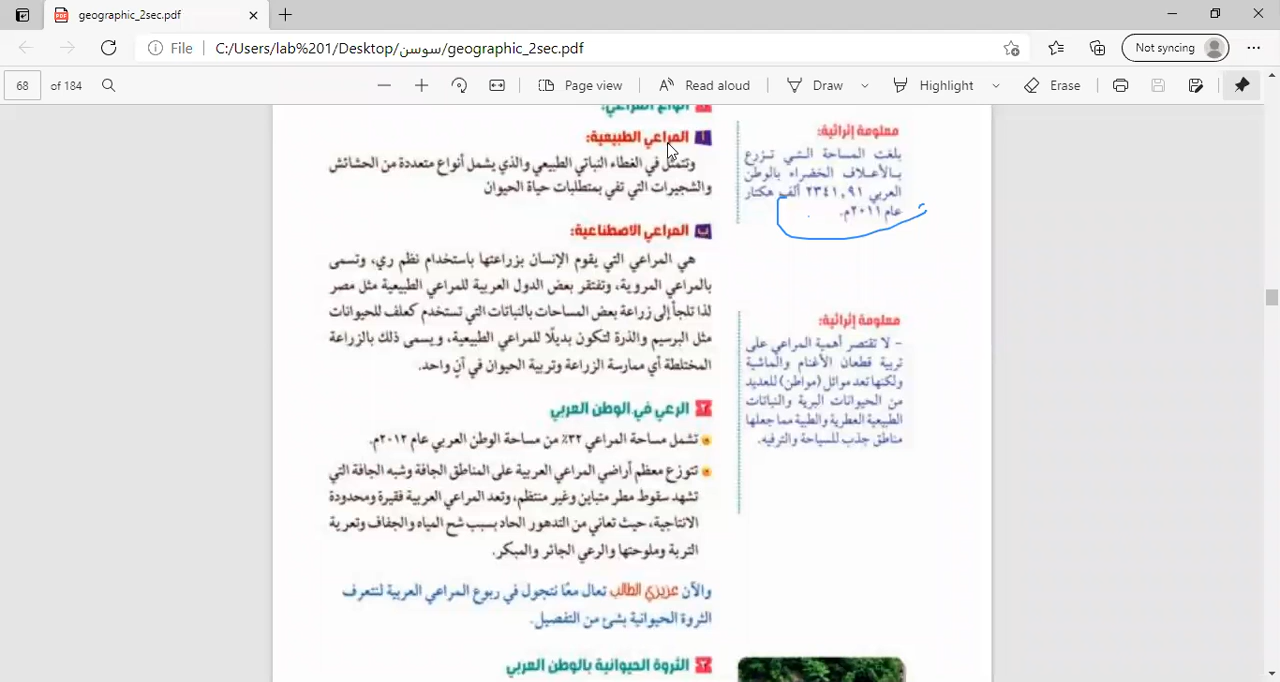 geographic_2sec.pdf
File
C:/Users/lab%201/Desktop/سوسن/geographic_2sec.pdf
Not syncing
68 of 184
Page view
Read aloud
Draw
Highlight
Erase
أنواع المراعي:
أ المراعي الطبيعية:
وتتمثل في الغطاء النباتي الطبيعي والذي يشمل أنواع متعددة من الحشائش
والشجيرات التي تفي بمتطلبات حياة الحيوان
ب المراعي الاصطناعية:
هي المراعي التي يقوم الإنسان بزراعتها باستخدام نظم ري، وتسمى
بالمراعي المروية، وتفتقر بعض الدول العربية للمراعي الطبيعية مثل مصر
لذا تلجأ إلى زراعة بعض المساحات بالنباتات التي تستخدم كعلف للحيوانات
مثل البرسيم والذرة لتكون بديلًا للمراعي الطبيعية، ويسمى ذلك بالزراعة
المختلطة أي ممارسة الزراعة وتربية الحيوان في آنٍ واحد.
٢ الرعي في الوطن العربي
تشمل مساحة المراعي ٣٢٪ من مساحة الوطن العربي عام ٢٠١٢م.
تتوزع معظم أراضي المراعي العربية على المناطق الجافة وشبه الجافة التي
تشهد سقوط مطر متباين وغير منتظم، وتعد المراعي العربية فقيرة ومحدودة
الانتاجية، حيث تعاني من التدهور الحاد بسبب شح المياه والجفاف وتعرية
التربة وملوحتها والرعي الجائر والمبكر.
والآن عزيزي الطالب تعال معًا نتجول في ربوع المراعي العربية لنتعرف
الثروة الحيوانية بشئ من التفصيل.
٣ الثروة الحيوانية بالوطن العربي
معلومة إثرائية:
بلغت المساحة التي تزرع
بالأعلاف الخضراء بالوطن
العربي ٢٣٤١,٩١ ألف هكتار
عام ٢٠١١م.
معلومة إثرائية:
- لا تقتصر أهمية المراعي على
تربية قطعان الأغنام والماشية
ولكنها تعد موائل (مواطن) للعديد
من الحيوانات البرية والنباتات
الطبيعية العطرية والطبية مما جعلها
مناطق جذب للسياحة والترفيه.